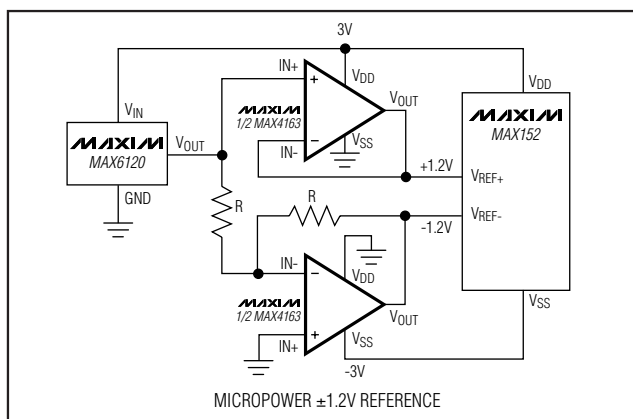 3V
IN+
VDD
VDD
VIN
+
VOUT
MAXIM
1/2 MAX4163
MAXIM
MAX152
MAXIM
MAX6120
VOUT
−
VSS
IN-
+1.2V
VREF+
GND
R
R
-1.2V
VREF-
IN-
−
VDD
MAXIM
1/2 MAX4163
VOUT
+
IN+
VSS
VSS
-3V
MICROPOWER ±1.2V REFERENCE